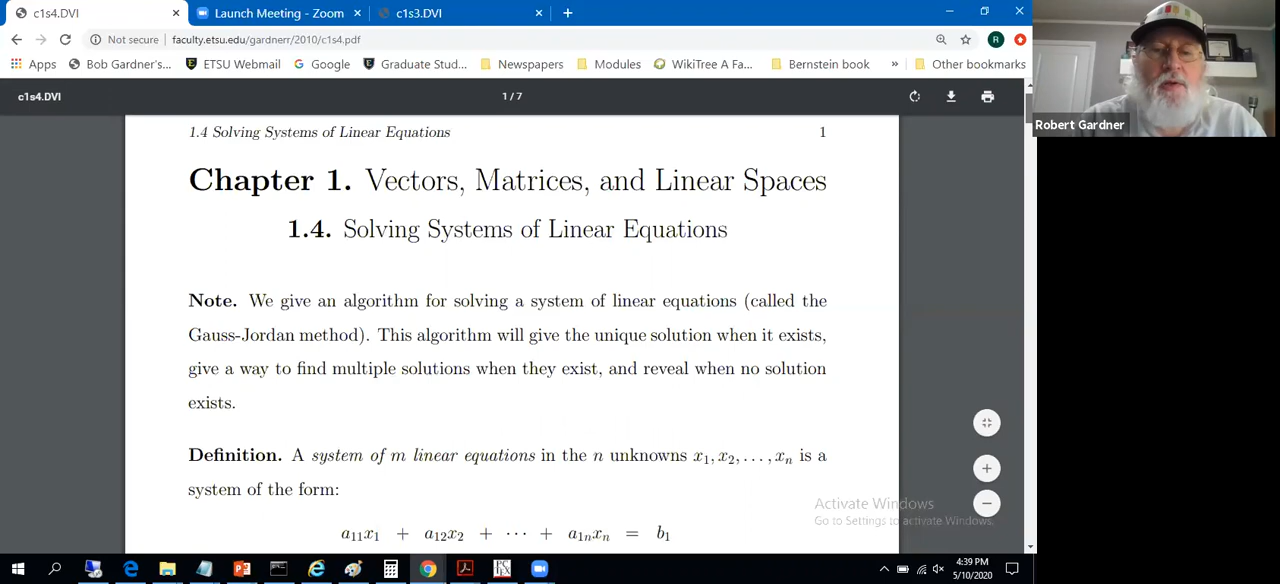 c1s4.DVI
Launch Meeting - Zoom
c1s3.DVI
Not secure | faculty.etsu.edu/gardnerr/2010/c1s4.pdf
R
Apps
Bob Gardner's...
ETSU Webmail
Google
Graduate Stud...
Newspapers
Modules
WikiTree A Fa...
Bernstein book
»
Other bookmarks
c1s4.DVI
1 / 7
Robert Gardner
1.4 Solving Systems of Linear Equations 1
Chapter 1. Vectors, Matrices, and Linear Spaces
1.4. Solving Systems of Linear Equations
Note. We give an algorithm for solving a system of linear equations (called the
Gauss-Jordan method). This algorithm will give the unique solution when it exists,
give a way to find multiple solutions when they exist, and reveal when no solution
exists.
Definition. A system of m linear equations in the n unknowns x₁, x₂, . . . , xₙ is a
system of the form:
a₁₁x₁ + a₁₂x₂ + ··· + a₁ₙxₙ = b₁
Activate Windows
Go to Settings to activate Windows.
4:39 PM
5/10/2020